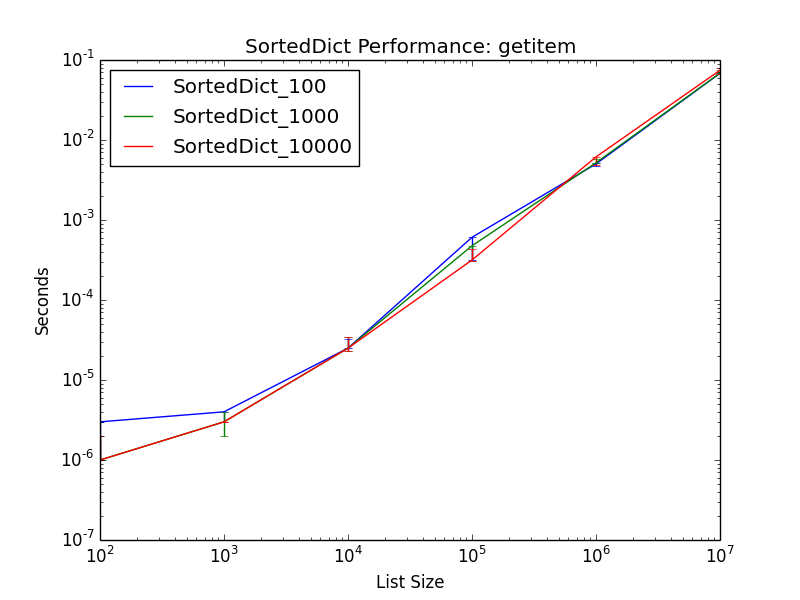 SortedDict Performance: getitem
10^-1
SortedDict_100
SortedDict_1000
SortedDict_10000
10^-2
10^-3
Seconds
10^-4
10^-5
10^-6
10^-7
10^2 10^3 10^4 10^5 10^6 10^7
List Size